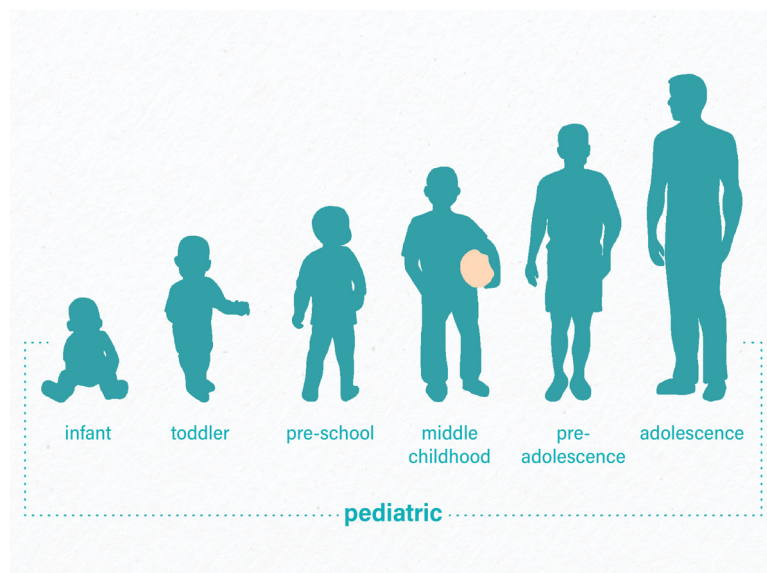 infant
toddler
pre-school
middle
childhood
pre-
adolescence
adolescence
pediatric